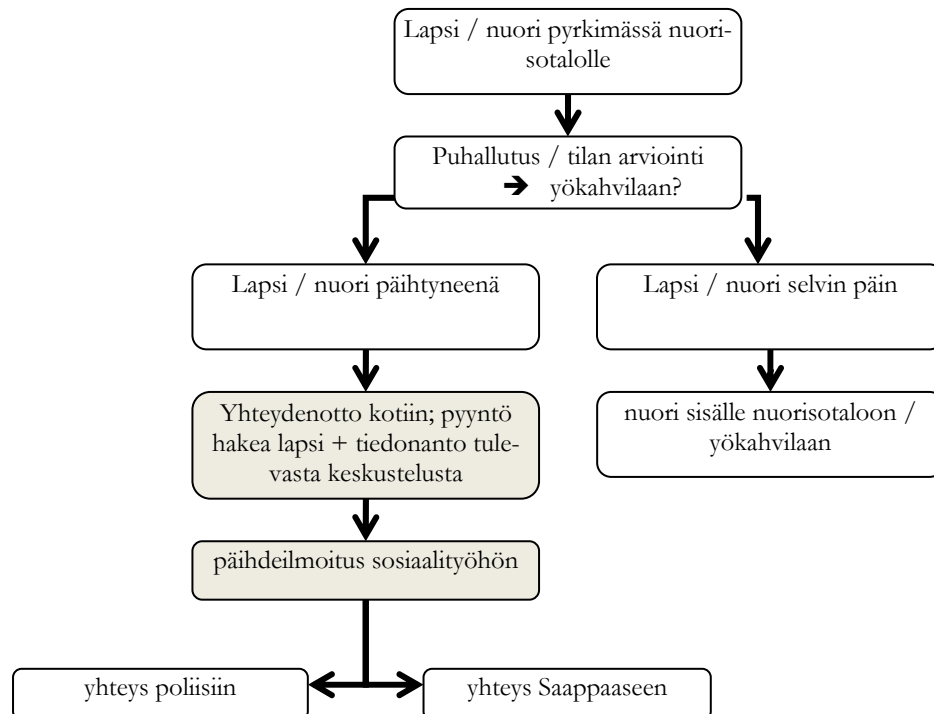 Lapsi / nuori pyrkimässä nuori-
sotalolle
Puhallutus / tilan arviointi
➔ yökahvilaan?
Lapsi / nuori päihtyneenä
Lapsi / nuori selvin päin
Yhteydenotto kotiin; pyyntö
hakea lapsi + tiedonanto tule-
vasta keskustelusta
nuori sisälle nuorisotaloon /
yökahvilaan
päihdeilmoitus sosiaalityöhön
yhteys poliisiin
yhteys Saappaaseen